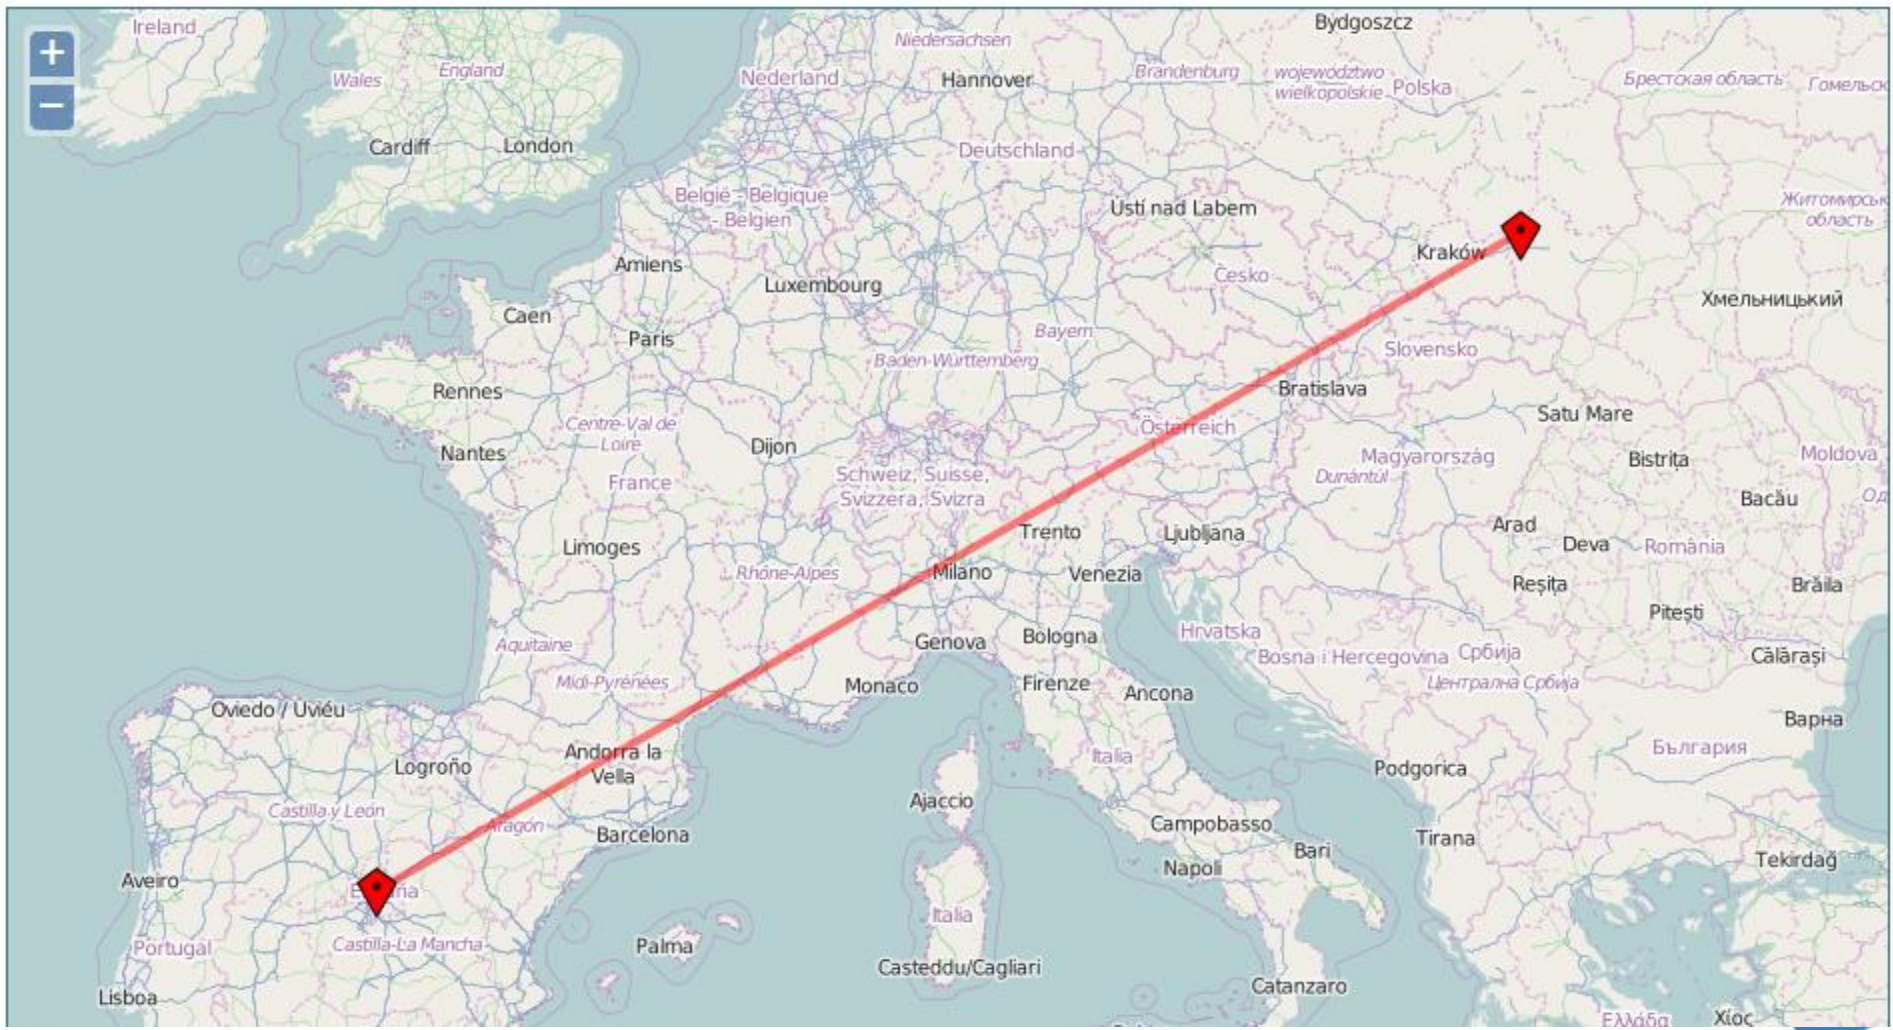 Ireland
Bydgoszcz
+
Niedersachsen
Wales
England
Nederland
Hannover
Brandenburg
województwo
wielkopolskie
Polska
Брестская область
−
Cardiff
London
Deutschland
België - Belgique
- Belgien
Ústí nad Labem
область
Amiens
Kraków
Luxembourg
Česko
Хмельницький
Caen
Paris
Bayern
Baden-Württemberg
Slovensko
Rennes
Bratislava
Centre-Val de
Loire
Österreich
Satu Mare
Nantes
Dijon
Magyarország
Bistrița
Moldova
France
Schweiz, Suisse,
Svizzera, Svizra
Dunántúl
Bacău
Limoges
Trento
Ljubljana
Arad
Deva
România
Rhône-Alpes
Milano
Venezia
Reșița
Brăila
Pitești
Aquitaine
Genova
Bologna
Hrvatska
Bosna i Hercegovina
Србија
Călărași
Midi-Pyrénées
Monaco
Firenze
Ancona
Централна Србија
Oviedo / Uviéu
Варна
Andorra la
Vella
Logroño
Italia
България
Podgorica
Castilla y León
Aragón
Ajaccio
Barcelona
Campobasso
Tirana
Bari
Napoli
Tekirdağ
Aveiro
Italia
Portugal
Castilla-La Mancha
Palma
Casteddu/Cagliari
Catanzaro
Lisboa
Ελλάδα
Χίος